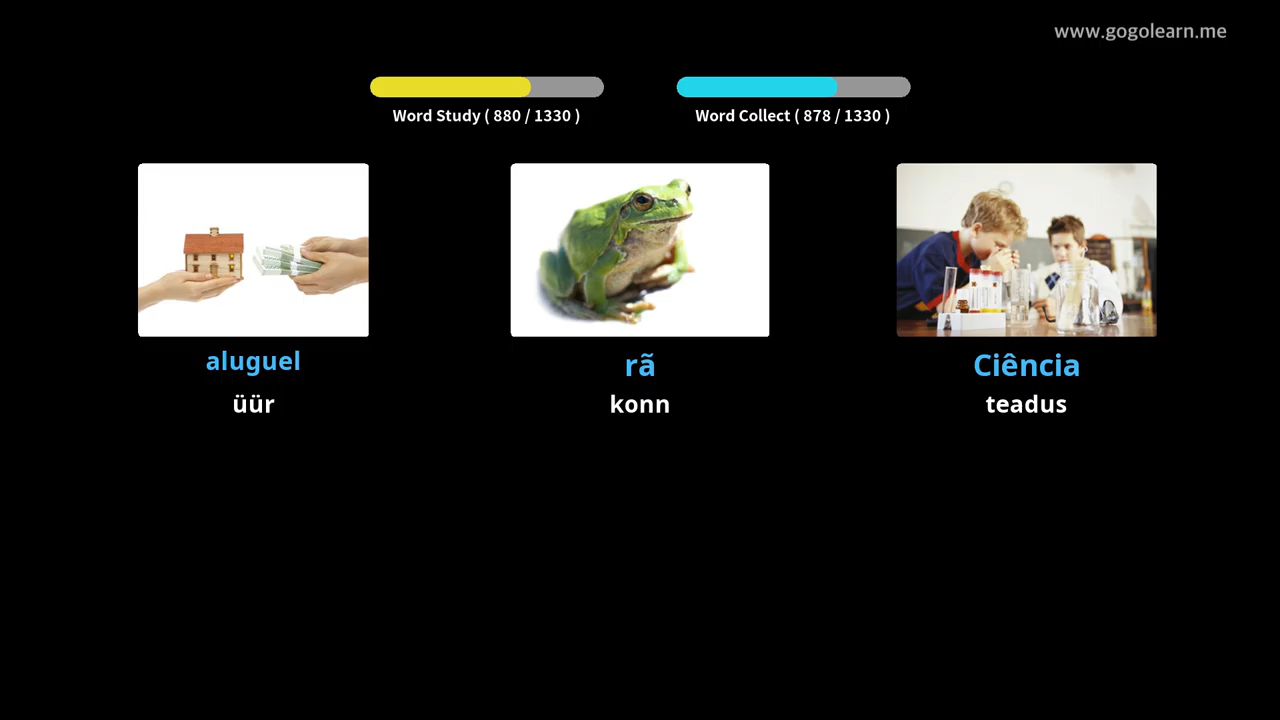 www.gogolearn.me
Word Study ( 880 / 1330 )
Word Collect ( 878 / 1330 )
aluguel
rã
Ciência
üür
konn
teadus